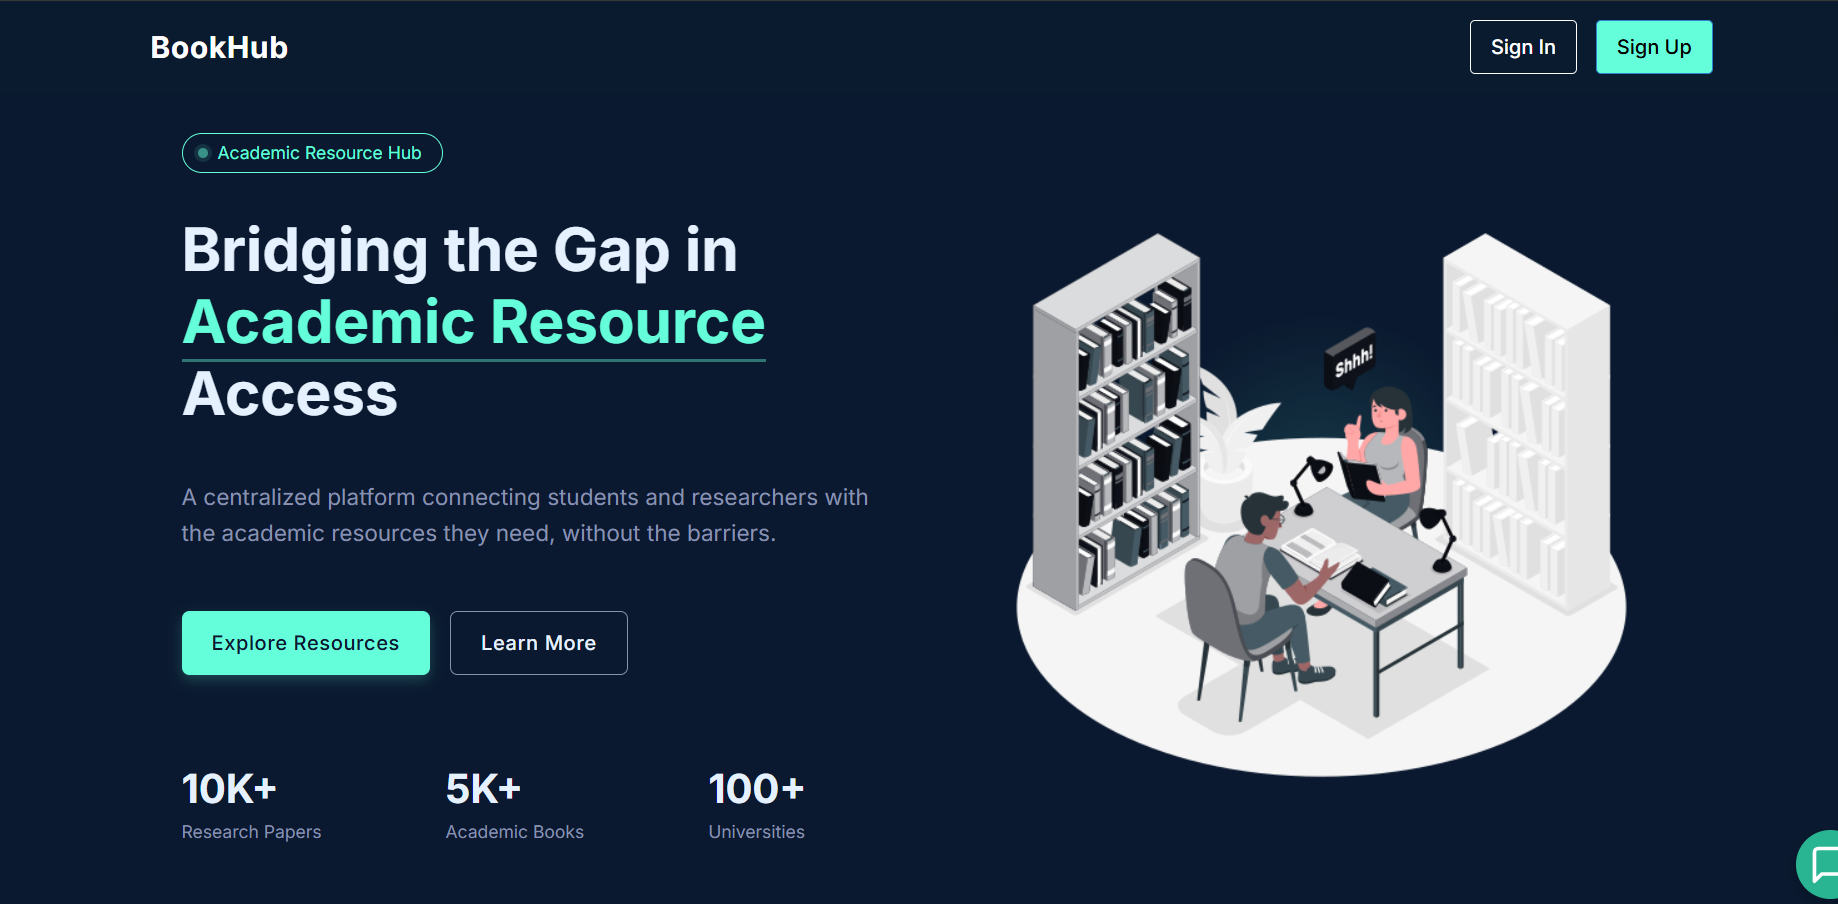 BookHub
Sign In
Sign Up
Academic Resource Hub
Bridging the Gap in
Academic Resource
Access
A centralized platform connecting students and researchers with
the academic resources they need, without the barriers.
Explore Resources
Learn More
Shhh!
10K+
5K+
100+
Research Papers
Academic Books
Universities